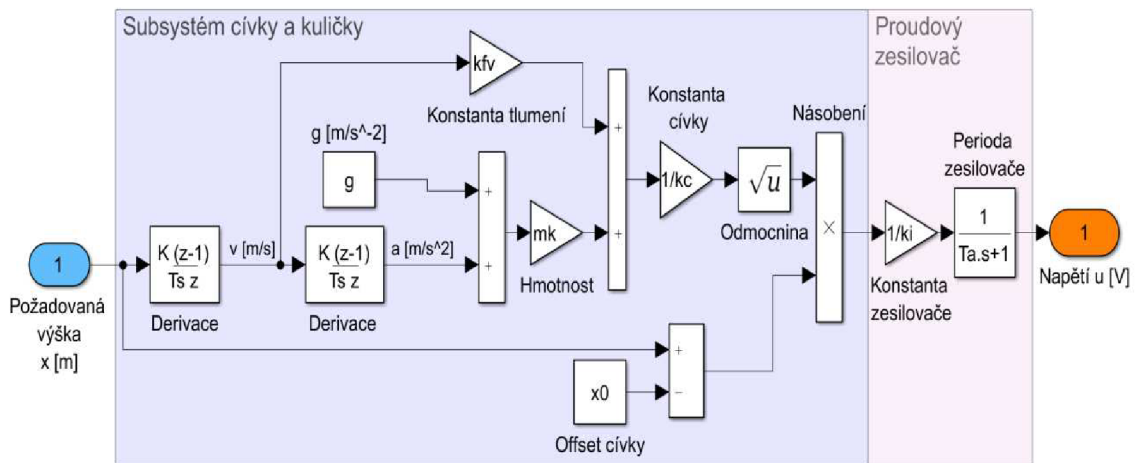 Subsystém cívky a kuličky
Proudový
zesilovač
kfv
Konstanta tlumení
Konstanta
cívky
Násobení
g [m/s^-2]
g
+
+
+
+
1/kc
√u
Odmocnina
×
Perioda
zesilovače
1
Požadovaná
výška
x [m]
K (z-1)
Ts z
Derivace
v [m/s]
K (z-1)
Ts z
Derivace
a [m/s^2]
mk
Hmotnost
1/ki
Konstanta
zesilovače
1
Ta.s+1
1
Napětí u [V]
+
−
x0
Offset cívky